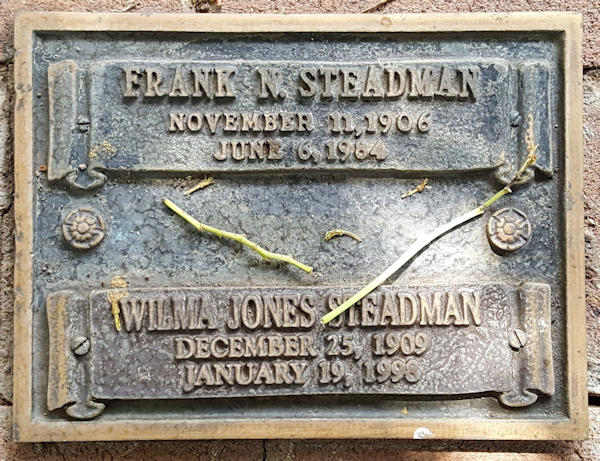 FRANK N. STEADMAN
NOVEMBER 11, 1906
JUNE 6, 1984
WILMA JONES STEADMAN
DECEMBER 25, 1909
JANUARY 19, 1998